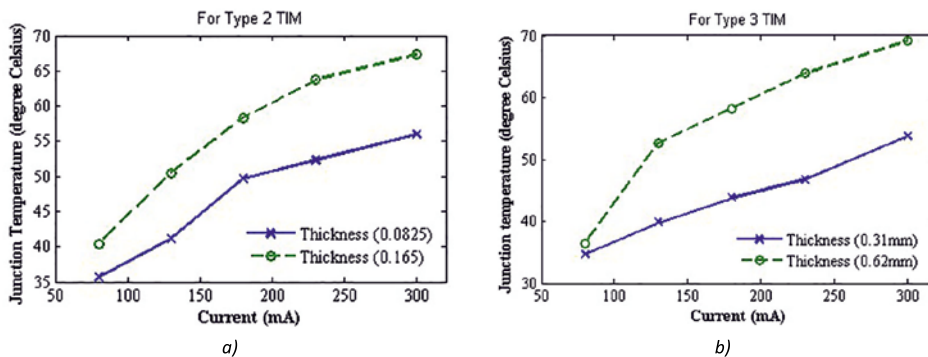 For Type 2 TIM
Junction Temperature (degree Celsius)
70
65
60
55
50
45
40
35
50
100
150
200
250
300
Thickness (0.0825)
Thickness (0.165)
Current (mA)
a)
For Type 3 TIM
Junction temperature (degree Celsius)
70
60
50
40
30
50
100
150
200
250
300
Thickness (0.31mm)
Thickness (0.62mm)
Current (mA)
b)